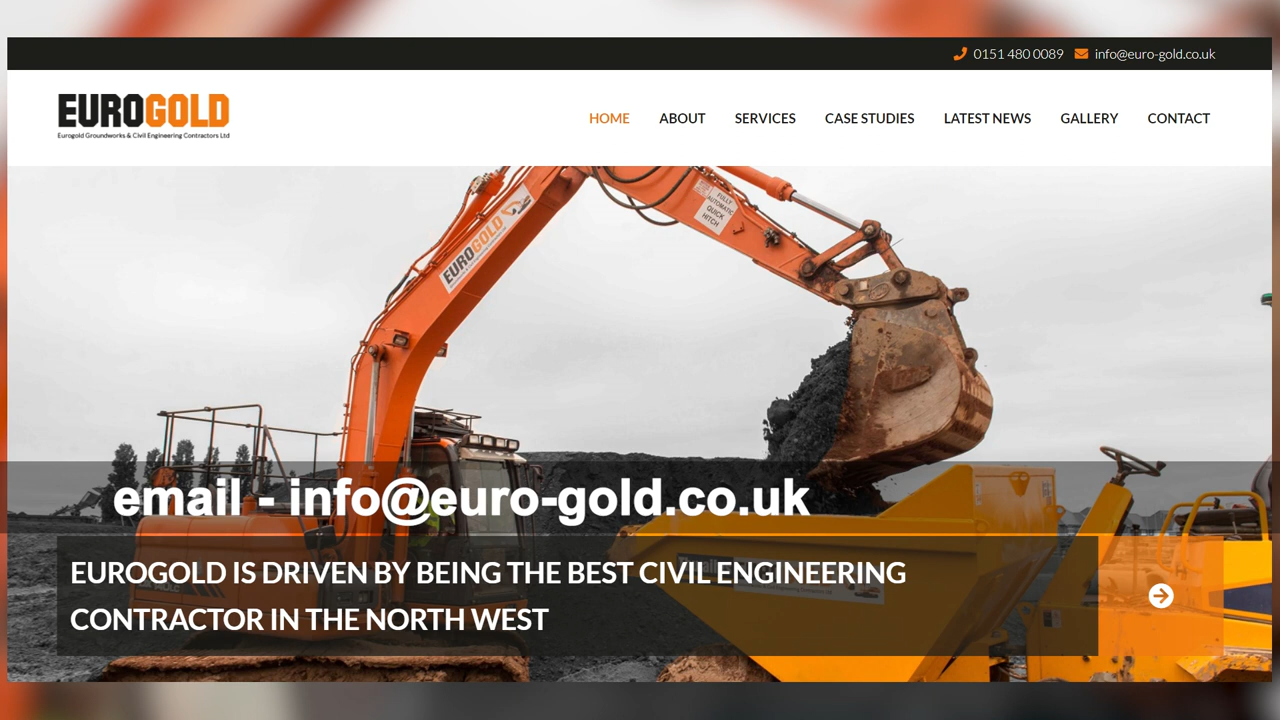 0151 480 0089 info@euro-gold.co.uk
EUROGOLD
Eurogold Groundworks & Civil Engineering Contractors Ltd
HOME ABOUT SERVICES CASE STUDIES LATEST NEWS GALLERY CONTACT
FULLY
AUTOMATIC
QUICK
HITCH
EUROGOLD
email - info@euro-gold.co.uk
EUROGOLD IS DRIVEN BY BEING THE BEST CIVIL ENGINEERING
CONTRACTOR IN THE NORTH WEST